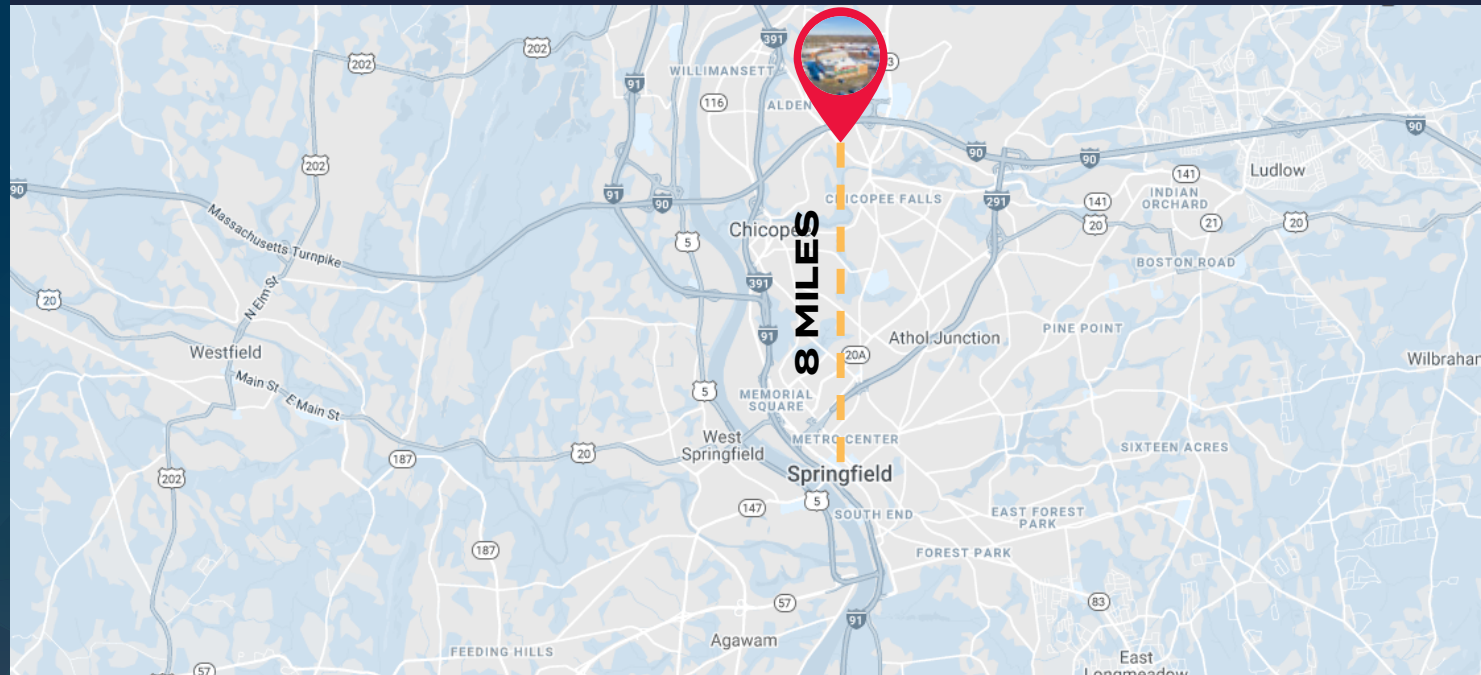 202
202
391
WILLIMANSETT
3
91
116
ALDEN
90
90
90
202
Ludlow
141
INDIAN
ORCHARD
90
91
90
CHICOPEE FALLS
291
141
20
21
20
Massachusetts Turnpike
Chicopee
5
BOSTON ROAD
N Elm St
391
20
8 MILES
PINE POINT
91
Athol Junction
20A
Westfield
Wilbraham
Main St
E Main St
5
MEMORIAL
SQUARE
West
Springfield
METRO CENTER
SIXTEEN ACRES
20
187
202
Springfield
5
147
SOUTH END
EAST FOREST
PARK
187
FOREST PARK
57
83
91
Agawam
FEEDING HILLS
East
Longmeadow
57